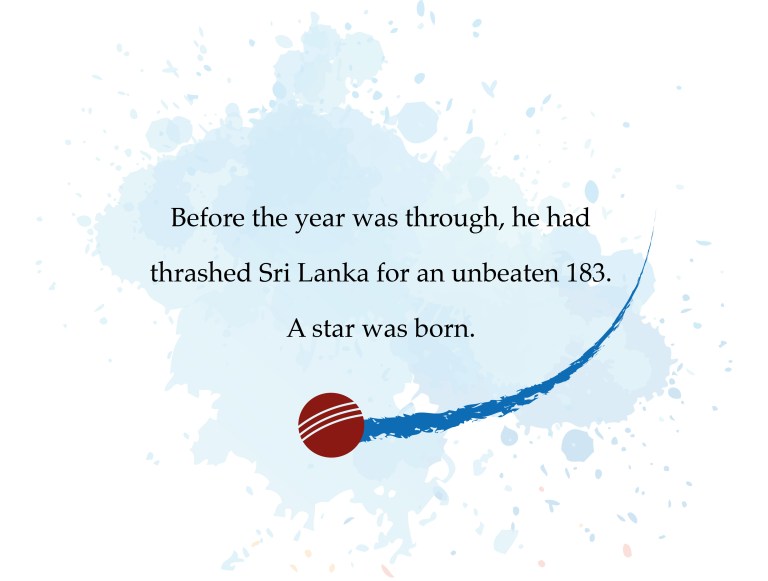 Before the year was through, he had
thrashed Sri Lanka for an unbeaten 183.
A star was born.